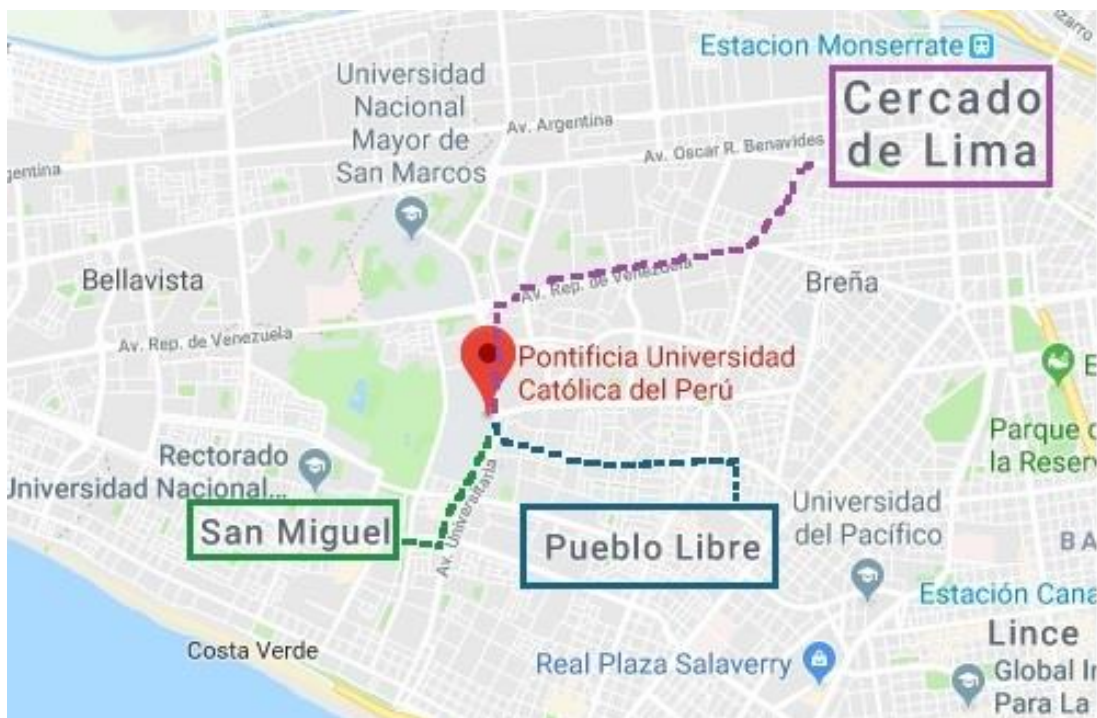 Estacion Monserrate
izarro
Universidad
Nacional
Mayor de
San Marcos
Cercado
de Lima
Av. Argentina
Av. Oscar R. Benavides
gentina
Bellavista
Av. Rep. de Venezuela
Breña
Av. Rep. de Venezuela
Pontificia Universidad
Católica del Perú
E
Parque d
la Reserv
Rectorado
Universidad Nacional...
Av. Universitaria
San Miguel
Pueblo Libre
Universidad
del Pacífico
BA
Estación Cana
Costa Verde
Real Plaza Salaverry
Lince
Global In
Para La